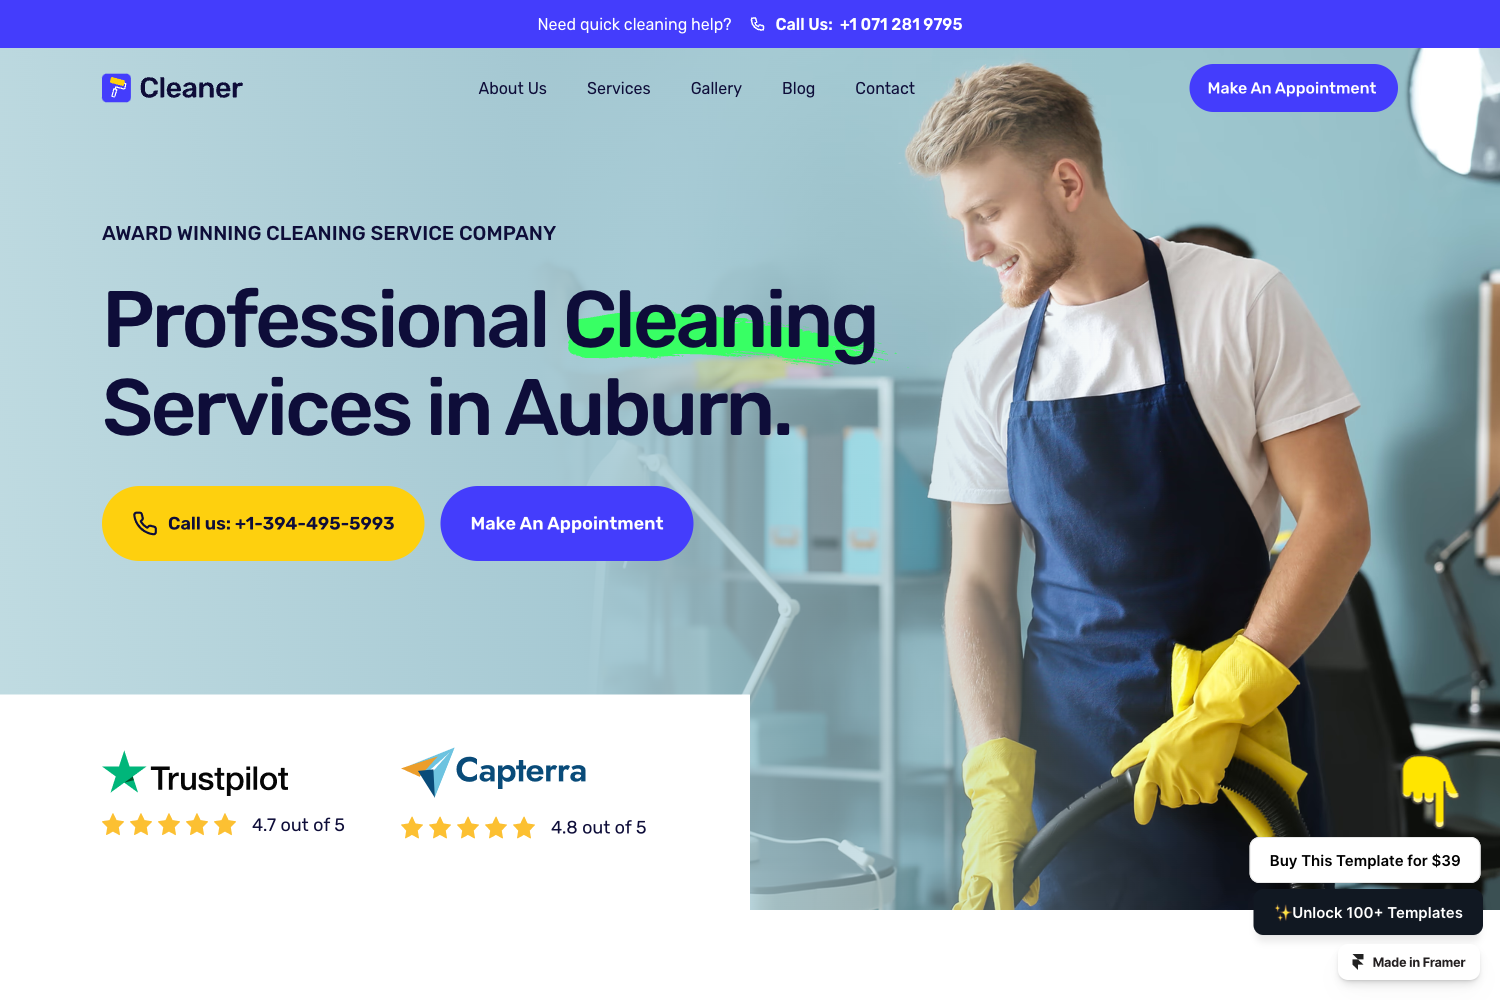 Need quick cleaning help? Call Us: +1 071 281 9795
Cleaner
About Us
Services
Gallery
Blog
Contact
Make An Appointment
AWARD WINNING CLEANING SERVICE COMPANY
Professional Cleaning
Services in Auburn.
Call us: +1-394-495-5993
Make An Appointment
Trustpilot
4.7 out of 5
Capterra
4.8 out of 5
Buy This Template for $39
✨Unlock 100+ Templates
Made in Framer